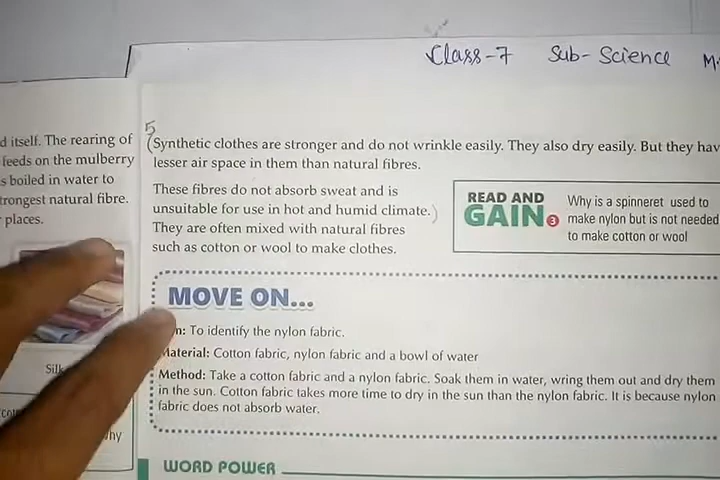 Class-7 Sub- Science
d itself. The rearing of
feeds on the mulberry
s boiled in water to
trongest natural fibre.
places.
Silk
5
(Synthetic clothes are stronger and do not wrinkle easily. They also dry easily. But they hav
lesser air space in them than natural fibres.
These fibres do not absorb sweat and is
unsuitable for use in hot and humid climate.)
They are often mixed with natural fibres
such as cotton or wool to make clothes.
READ AND
GAIN 3
Why is a spinneret used to
make nylon but is not needed
to make cotton or wool
MOVE ON...
m: To identify the nylon fabric.
Material: Cotton fabric, nylon fabric and a bowl of water
Method: Take a cotton fabric and a nylon fabric. Soak them in water, wring them out and dry them
in the sun. Cotton fabric takes more time to dry in the sun than the nylon fabric. It is because nylon
fabric does not absorb water.
WORD POWER